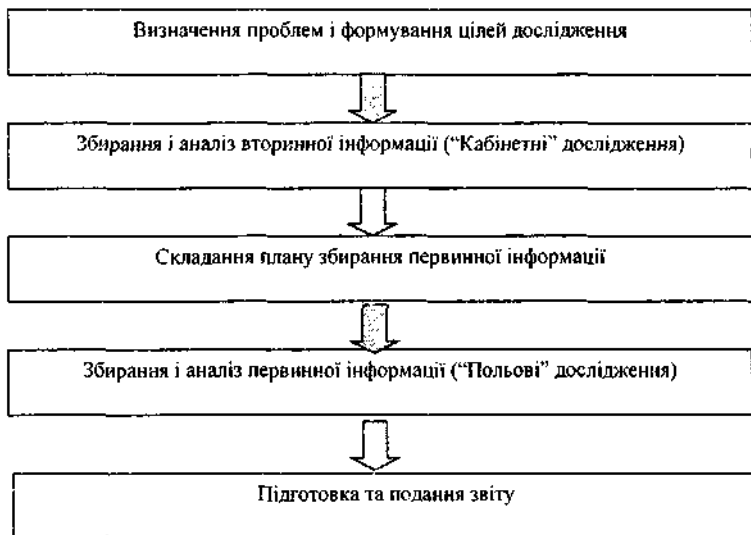 Визначення проблем і формування цілей дослідження
Збирання і аналіз вторинної інформації (“Кабінетні” дослідження)
Складання плану збирання первинної інформації
Збирання і аналіз первинної інформації (“Польові” дослідження)
Підготовка та подання звіту